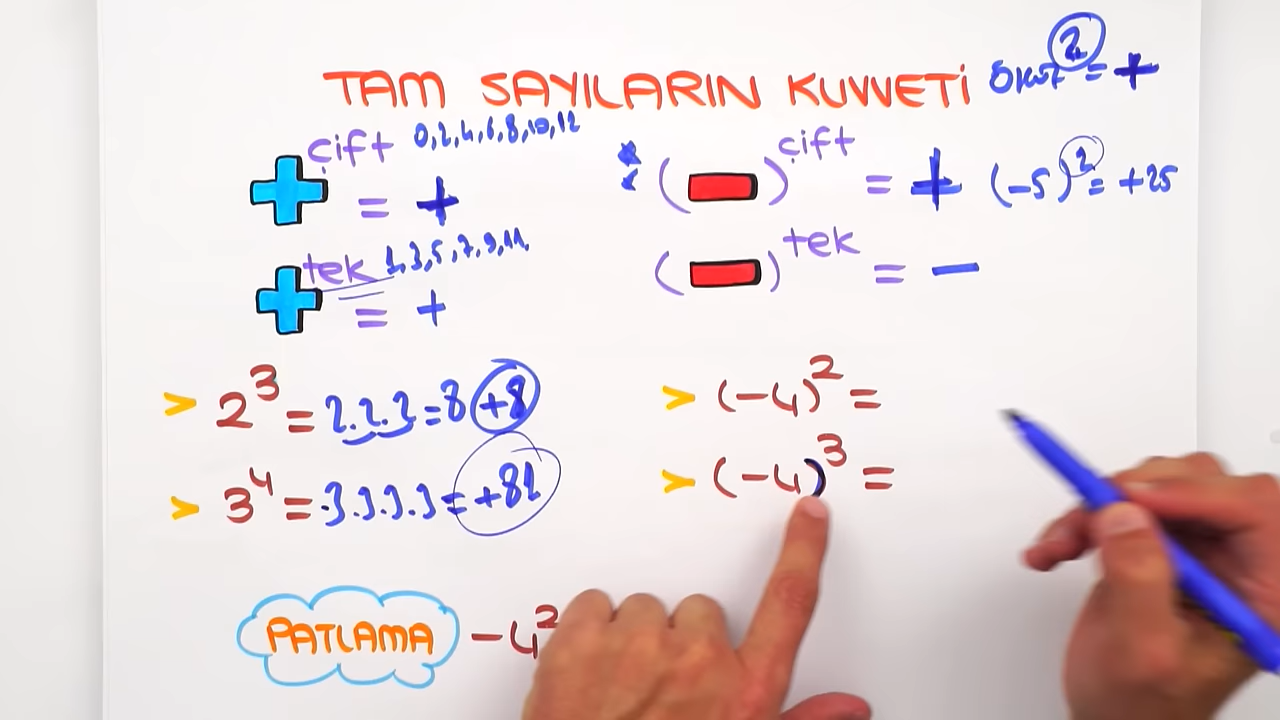 TAM SAYILARIN KUVVETİ
2 = +
çift 0,2,4,6,8,10,12
= +
tek 1,3,5,7,9,11,
= +
( )çift = + (-5)² = +25
( )tek = -
> 2³ = 2.2.2 = 8 +8
> 3⁴ = 3.3.3.3 = +81
> (-4)² =
> (-4)³ =
PATLAMA -4²